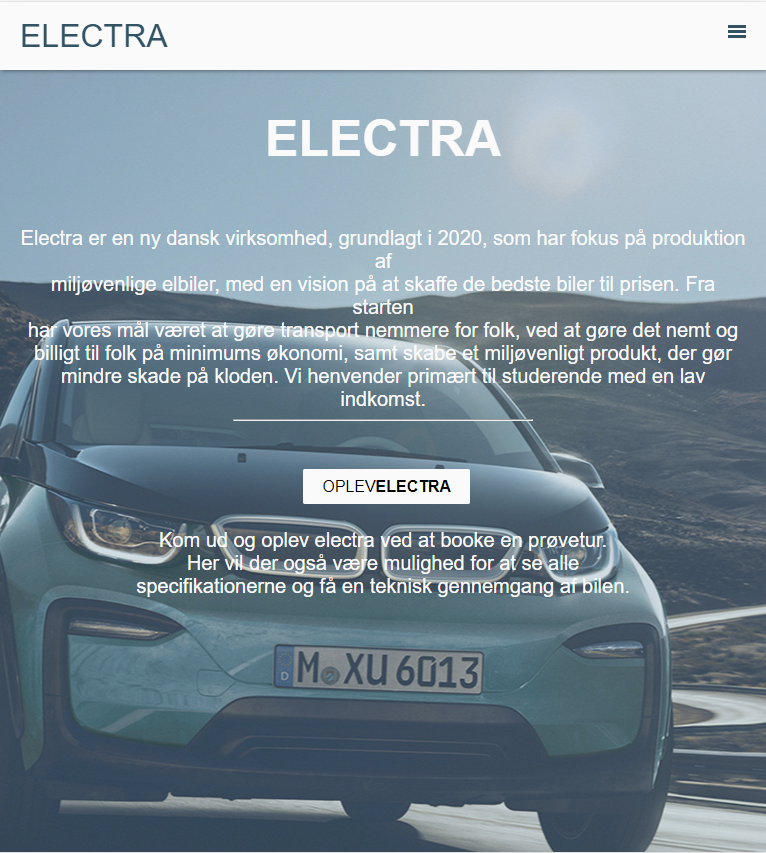 ELECTRA
ELECTRA
Electra er en ny dansk virksomhed, grundlagt i 2020, som har fokus på produktion
af
miljøvenlige elbiler, med en vision på at skaffe de bedste biler til prisen. Fra
starten
har vores mål været at gøre transport nemmere for folk, ved at gøre det nemt og
billigt til folk på minimums økonomi, samt skabe et miljøvenligt produkt, der gør
mindre skade på kloden. Vi henvender primært til studerende med en lav
indkomst.
OPLEVELECTRA
Kom ud og oplev electra ved at booke en prøvetur.
Her vil der også være mulighed for at se alle
specifikationerne og få en teknisk gennemgang af bilen.
D M XU 6013